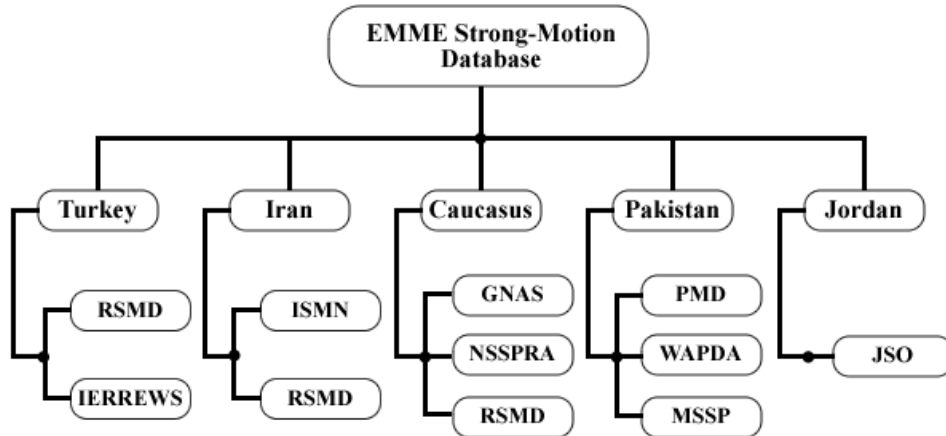 EMME Strong-Motion
Database
Turkey
Iran
Caucasus
Pakistan
Jordan
RSMD
IERREWS
ISMN
RSMD
GNAS
NSSPRA
RSMD
PMD
WAPDA
MSSP
JSO